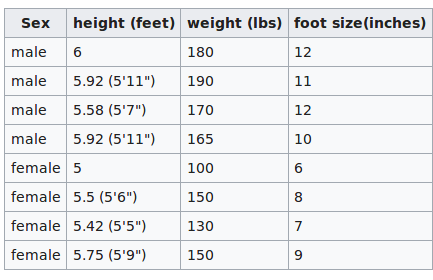 Sex height (feet) weight (lbs) foot size(inches)
male 6 180 12
male 5.92 (5'11") 190 11
male 5.58 (5'7") 170 12
male 5.92 (5'11") 165 10
female 5 100 6
female 5.5 (5'6") 150 8
female 5.42 (5'5") 130 7
female 5.75 (5'9") 150 9